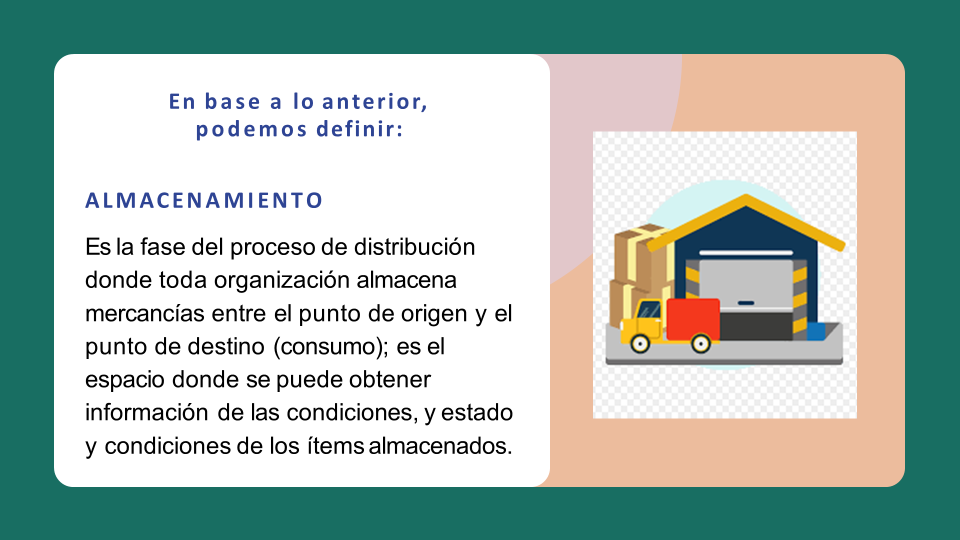 En base a lo anterior,
podemos definir:
ALMACENAMIENTO
Es la fase del proceso de distribución
donde toda organización almacena
mercancías entre el punto de origen y el
punto de destino (consumo); es el
espacio donde se puede obtener
información de las condiciones, y estado
y condiciones de los ítems almacenados.